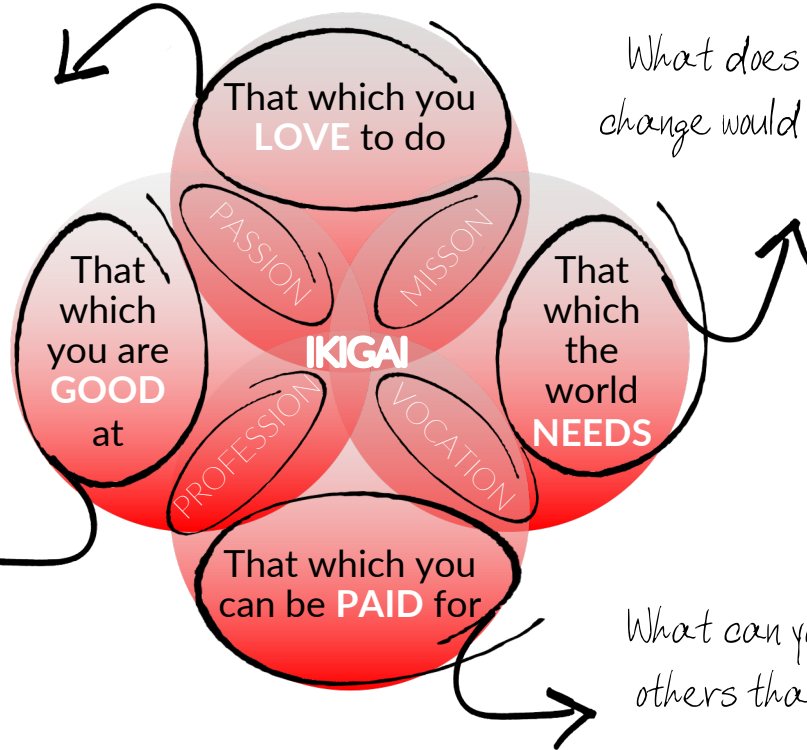 What does
change would
That which you
LOVE to do
PASSION
MISSON
That
which
you are
GOOD
at
That
which
the
world
NEEDS
IKIGAI
PROFESSION
VOCATION
That which you
can be PAID for
What can
others